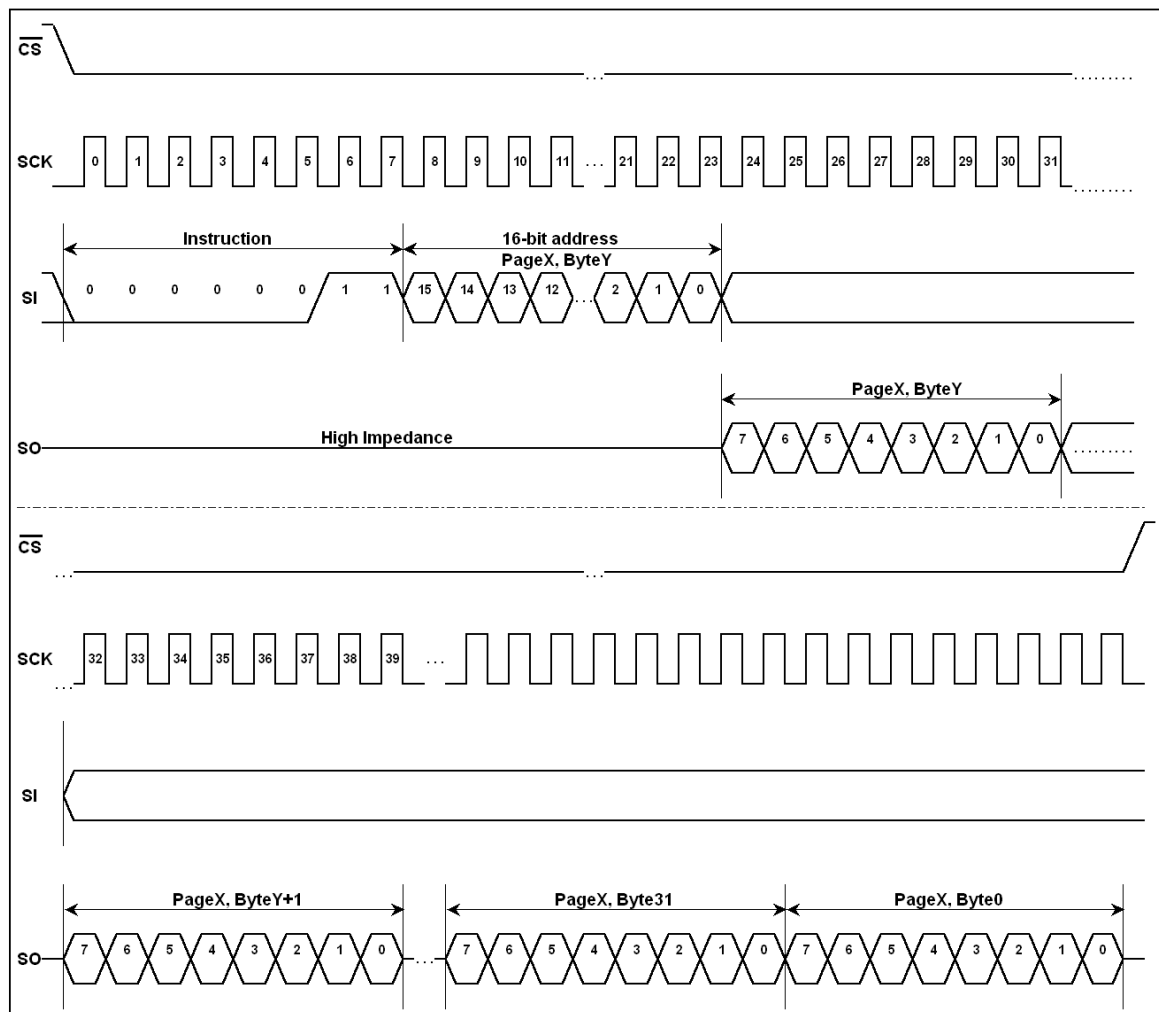 CS
...
.........
SCK
0 1 2 3 4 5 6 7 8 9 10 11 ... 21 22 23 24 25 26 27 28 29 30 31
.........
Instruction 16-bit address
PageX, ByteY
SI 0 0 0 0 0 0 1 1 15 14 13 12 ... 2 1 0
PageX, ByteY
SO High Impedance 7 6 5 4 3 2 1 0 .........
CS
... ...
SCK 32 33 34 35 36 37 38 39 ...
...
SI
PageX, ByteY+1 PageX, Byte31 PageX, Byte0
SO 7 6 5 4 3 2 1 0 ... 7 6 5 4 3 2 1 0 7 6 5 4 3 2 1 0